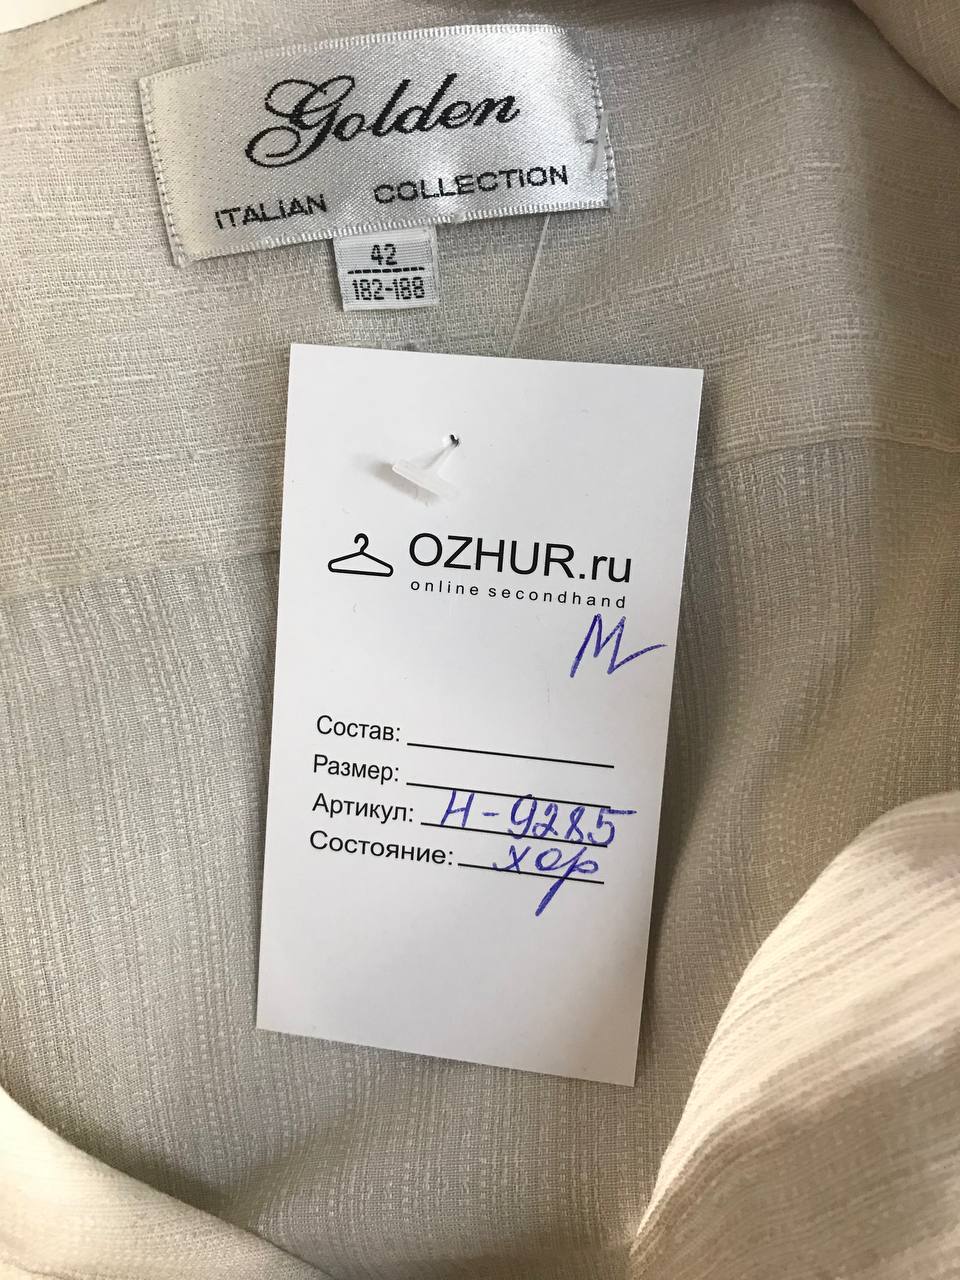 Golden
ITALIAN COLLECTION
42
182-188
OZHUR.ru
online secondhand
M
Состав:
Размер:
Артикул: Н-9285
Состояние: хор